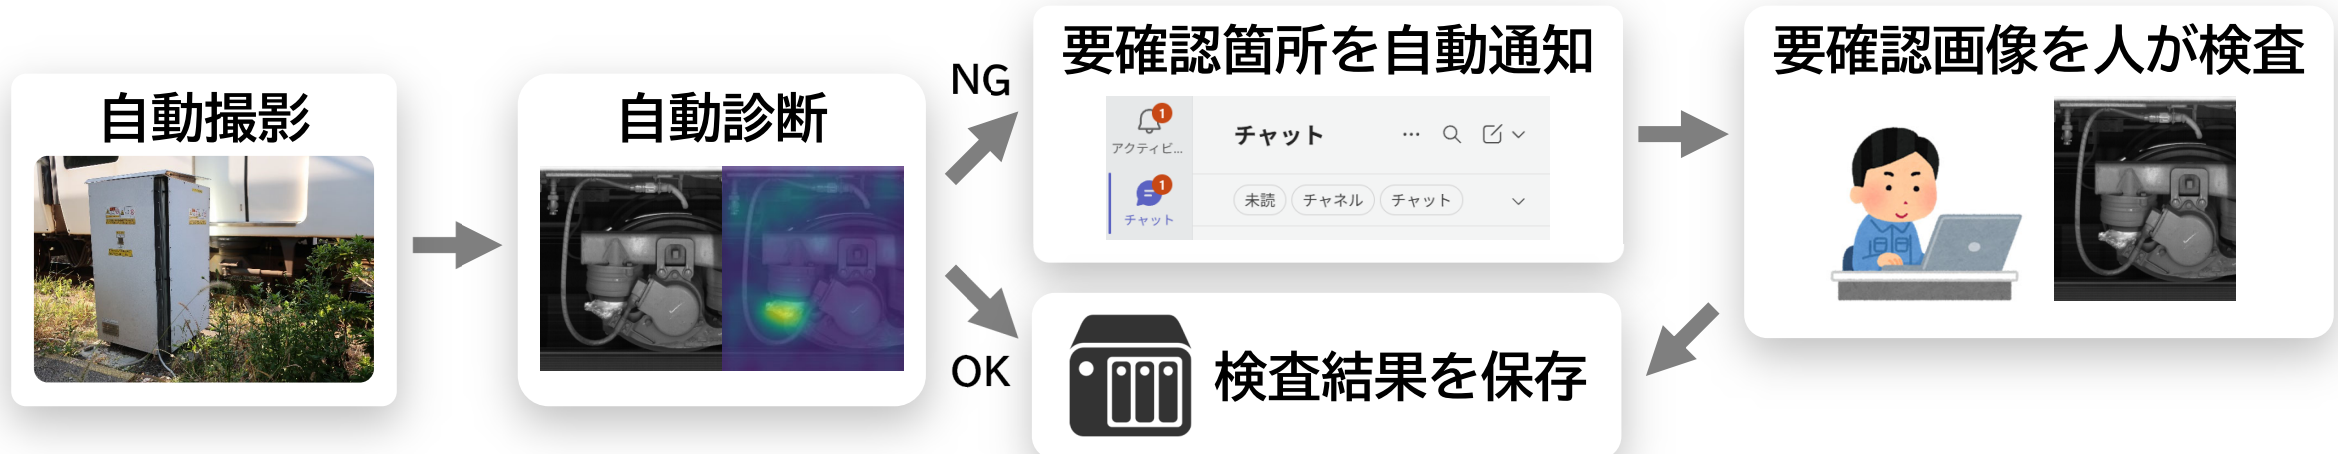 自動撮影
自動診断
NG
OK
要確認箇所を自動通知
1
アクティビ...
1
チャット
チャット
未読
チャネル
チャット
検査結果を保存
要確認画像を人が検査